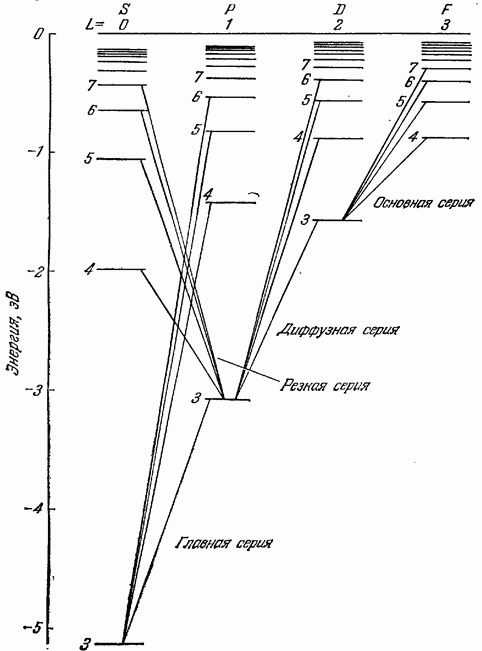 S P D F
L= 0 1 2 3
0
7 7 7 7
6 6 6 6
5 5 5 5
4 4 4 4
-1
-2
3
Основная серия
Диффузная серия
Резкая серия
-3
3
-4
Главная серия
-5
3
Энергия, эВ